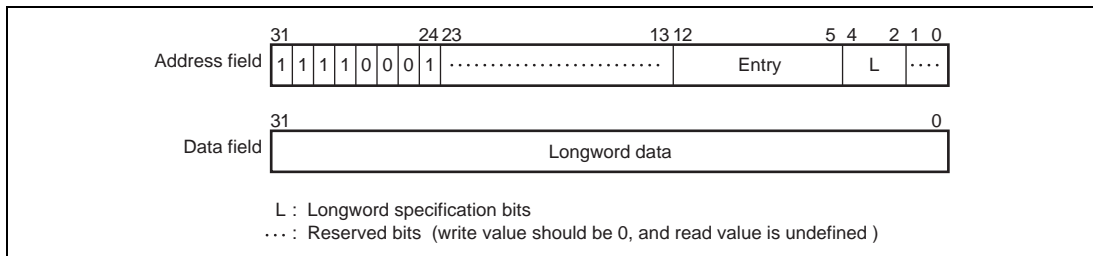 31 24 23 13 12 5 4 2 1 0
Address field 1 1 1 1 0 0 0 1 ·························· Entry L ····
31 0
Data field Longword data
L : Longword specification bits
··· : Reserved bits (write value should be 0, and read value is undefined )